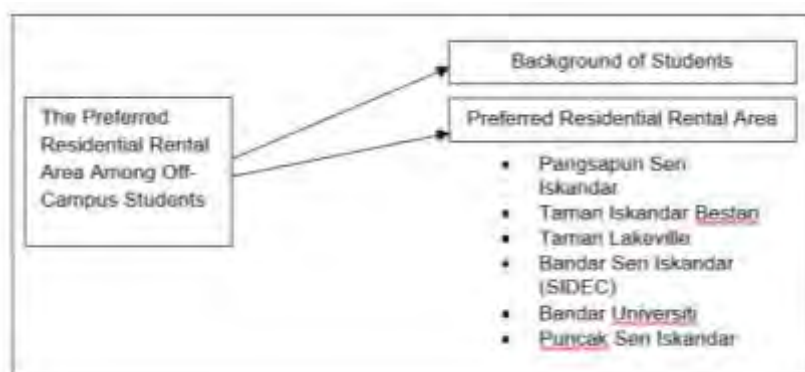 Background of Students
The Preferred
Residential Rental
Area Among Off-
Campus Students
Preferred Residential Rental Area
• Pangsapuri Seri
Iskandar
• Taman Iskandar Bestari
• Taman Lakeville
• Bandar Seri Iskandar
(SIDEC)
• Bandar Universiti
• Puncak Seri Iskandar